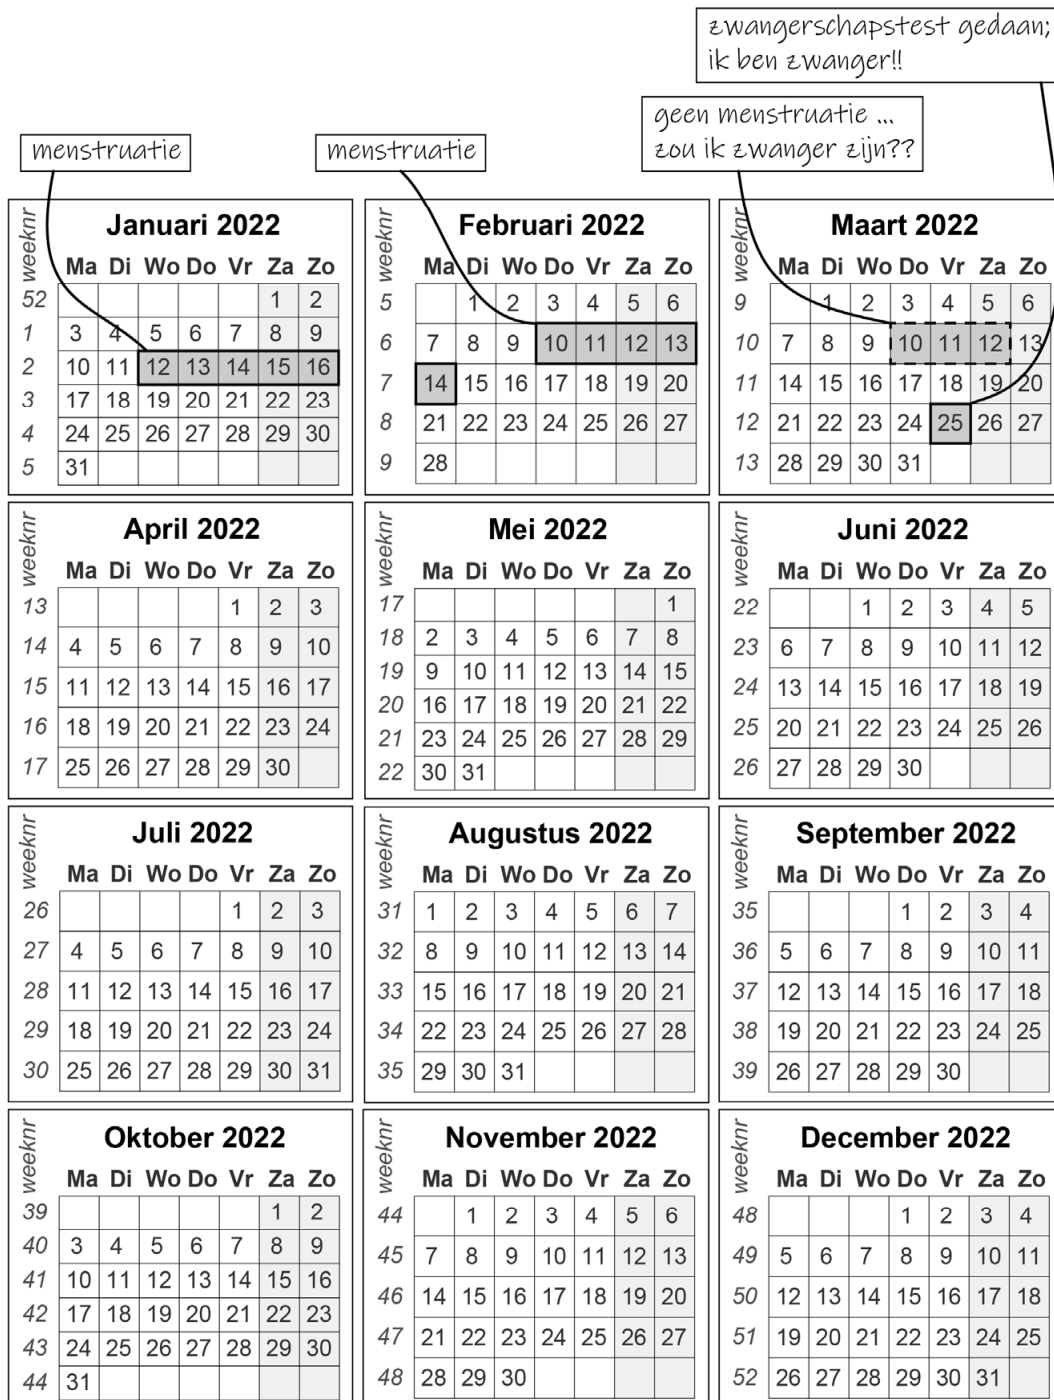 zwangerschapstest gedaan;
ik ben zwanger!!
geen menstruatie ...
zou ik zwanger zijn??
menstruatie
menstruatie
weeknr
Januari 2022
Ma Di Wo Do Vr Za Zo
52 1 2
1 3 4 5 6 7 8 9
2 10 11 12 13 14 15 16
3 17 18 19 20 21 22 23
4 24 25 26 27 28 29 30
5 31
weeknr
Februari 2022
Ma Di Wo Do Vr Za Zo
5 1 2 3 4 5 6
6 7 8 9 10 11 12 13
7 14 15 16 17 18 19 20
8 21 22 23 24 25 26 27
9 28
weeknr
Maart 2022
Ma Di Wo Do Vr Za Zo
9 1 2 3 4 5 6
10 7 8 9 10 11 12 13
11 14 15 16 17 18 19 20
12 21 22 23 24 25 26 27
13 28 29 30 31
weeknr
April 2022
Ma Di Wo Do Vr Za Zo
13 1 2 3
14 4 5 6 7 8 9 10
15 11 12 13 14 15 16 17
16 18 19 20 21 22 23 24
17 25 26 27 28 29 30
weeknr
Mei 2022
Ma Di Wo Do Vr Za Zo
17 1
18 2 3 4 5 6 7 8
19 9 10 11 12 13 14 15
20 16 17 18 19 20 21 22
21 23 24 25 26 27 28 29
22 30 31
weeknr
Juni 2022
Ma Di Wo Do Vr Za Zo
22 1 2 3 4 5
23 6 7 8 9 10 11 12
24 13 14 15 16 17 18 19
25 20 21 22 23 24 25 26
26 27 28 29 30
weeknr
Juli 2022
Ma Di Wo Do Vr Za Zo
26 1 2 3
27 4 5 6 7 8 9 10
28 11 12 13 14 15 16 17
29 18 19 20 21 22 23 24
30 25 26 27 28 29 30 31
weeknr
Augustus 2022
Ma Di Wo Do Vr Za Zo
31 1 2 3 4 5 6 7
32 8 9 10 11 12 13 14
33 15 16 17 18 19 20 21
34 22 23 24 25 26 27 28
35 29 30 31
weeknr
September 2022
Ma Di Wo Do Vr Za Zo
35 1 2 3 4
36 5 6 7 8 9 10 11
37 12 13 14 15 16 17 18
38 19 20 21 22 23 24 25
39 26 27 28 29 30
weeknr
Oktober 2022
Ma Di Wo Do Vr Za Zo
39 1 2
40 3 4 5 6 7 8 9
41 10 11 12 13 14 15 16
42 17 18 19 20 21 22 23
43 24 25 26 27 28 29 30
44 31
weeknr
November 2022
Ma Di Wo Do Vr Za Zo
44 1 2 3 4 5 6
45 7 8 9 10 11 12 13
46 14 15 16 17 18 19 20
47 21 22 23 24 25 26 27
48 28 29 30
weeknr
December 2022
Ma Di Wo Do Vr Za Zo
48 1 2 3 4
49 5 6 7 8 9 10 11
50 12 13 14 15 16 17 18
51 19 20 21 22 23 24 25
52 26 27 28 29 30 31